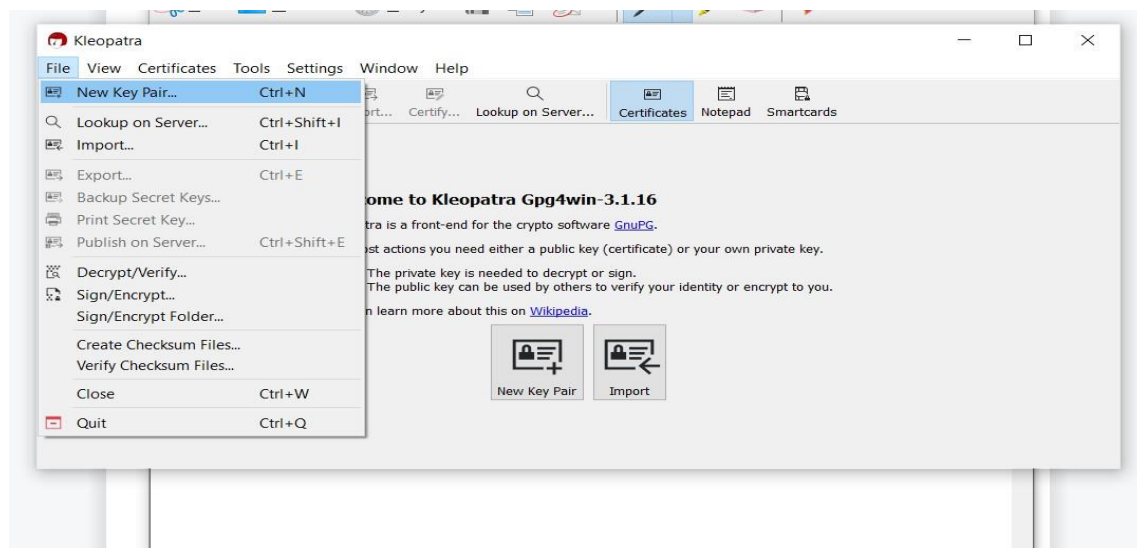 Kleopatra
File View Certificates Tools Settings Window Help
New Key Pair... Ctrl+N
Lookup on Server... Ctrl+Shift+I
Import... Ctrl+I
Export... Ctrl+E
Backup Secret Keys...
Print Secret Key...
Publish on Server... Ctrl+Shift+E
Decrypt/Verify...
Sign/Encrypt...
Sign/Encrypt Folder...
Create Checksum Files...
Verify Checksum Files...
Close Ctrl+W
Quit Ctrl+Q
ort... Certify... Lookup on Server... Certificates Notepad Smartcards
ome to Kleopatra Gpg4win-3.1.16
tra is a front-end for the crypto software GnuPG.
ost actions you need either a public key (certificate) or your own private key.
The private key is needed to decrypt or sign.
The public key can be used by others to verify your identity or encrypt to you.
n learn more about this on Wikipedia.
New Key Pair Import